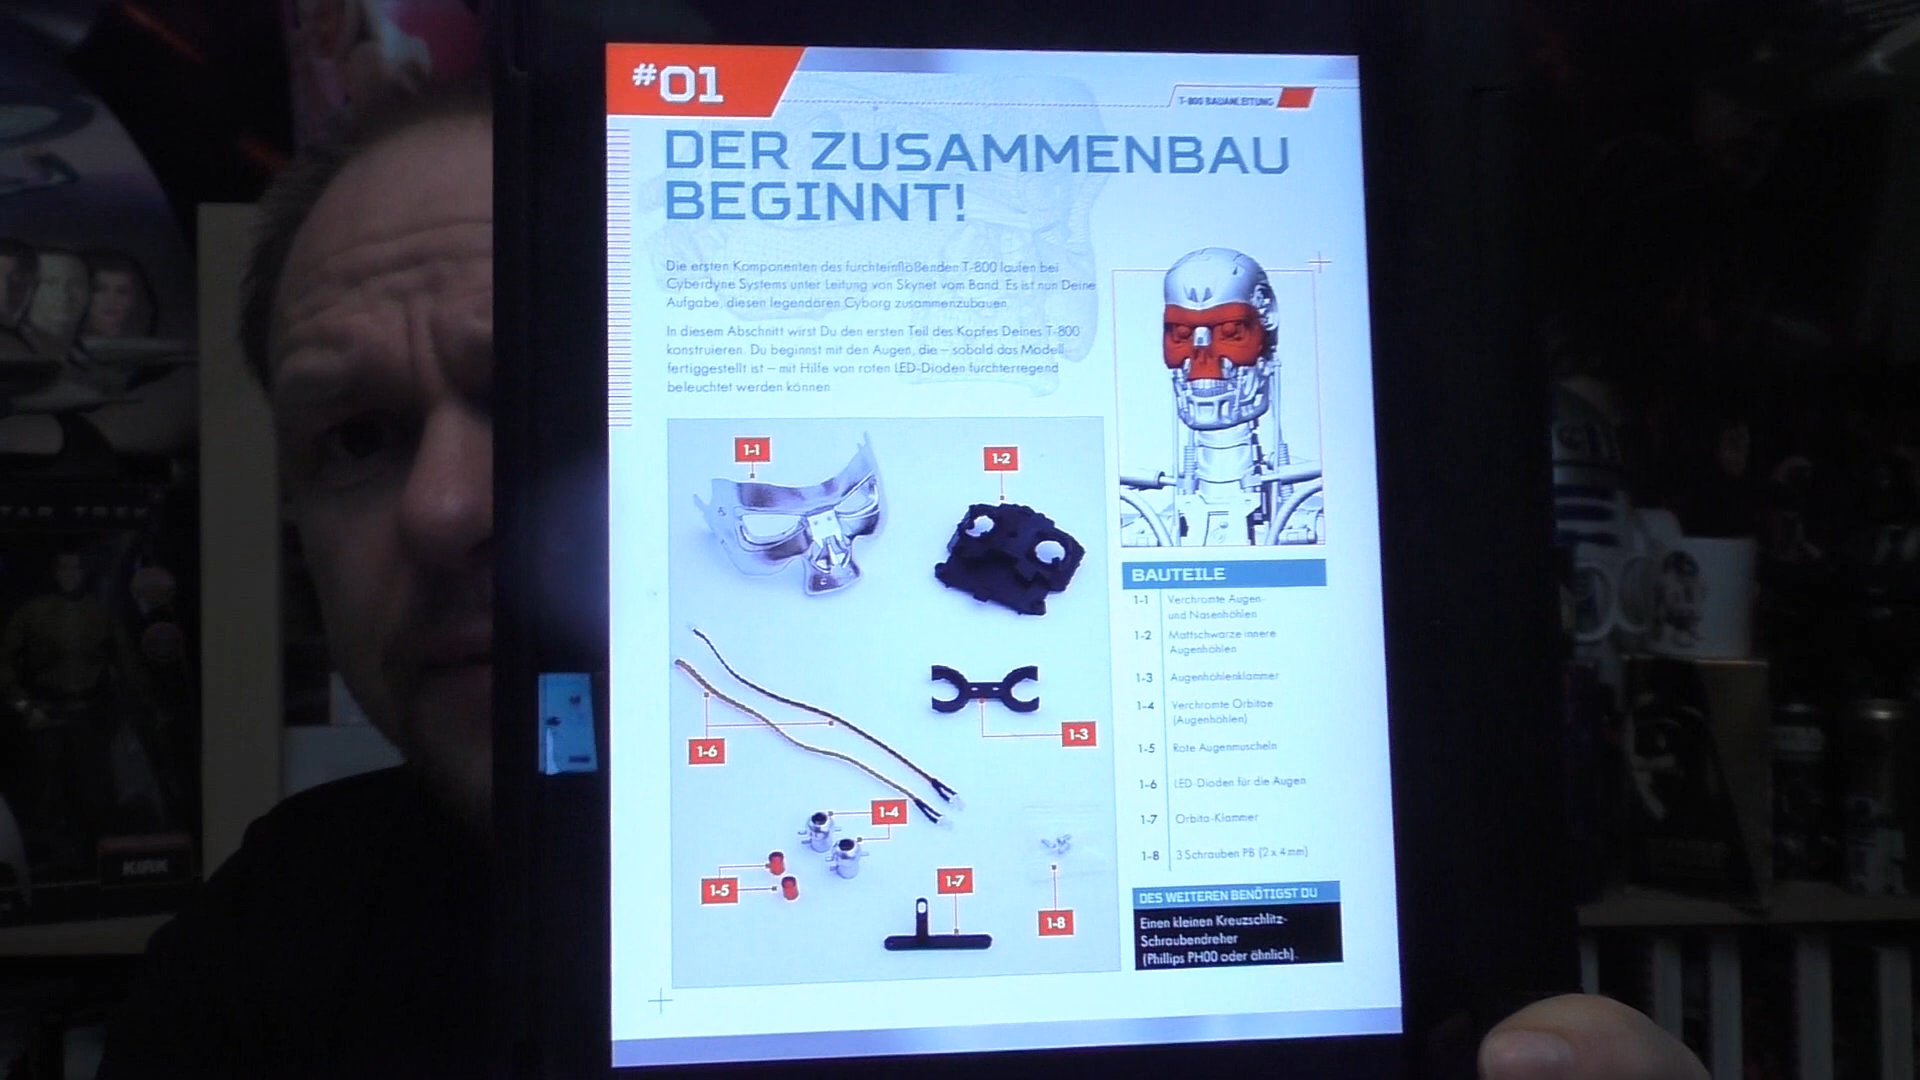 #01
T-800 BAUANLEITUNG
DER ZUSAMMENBAU
BEGINNT!
Die ersten Komponenten des furchteinflößenden T-800 laufen bei
Cyberdyne Systems unter Leitung von Skynet vom Band. Es ist nun Deine
Aufgabe, diesen legendären Cyborg zusammenzubauen.
In diesem Abschnitt wirst Du den ersten Teil des Kopfes Deines T-800
konstruieren. Du beginnst mit den Augen, die – sobald das Modell
fertiggestellt ist – mit Hilfe von roten LED-Dioden furchterregend
beleuchtet werden können.
1-1
1-2
1-3
1-6
1-4
1-5
1-7
1-8
A
C
BAUTEILE
1-1 Verchromte Augen-
und Nasenhöhlen
1-2 Mattschwarze innere
Augenhöhlen
1-3 Augenhöhlenklammer
1-4 Verchromte Orbitae
(Augenhöhlen)
1-5 Rote Augenmuscheln
1-6 LED-Dioden für die Augen
1-7 Orbita-Klammer
1-8 3 Schrauben PB (2 x 4 mm)
DES WEITEREN BENÖTIGST DU
Einen kleinen Kreuzschlitz-
Schraubendreher
(Phillips PH00 oder ähnlich).
STAR TREK
KIRK